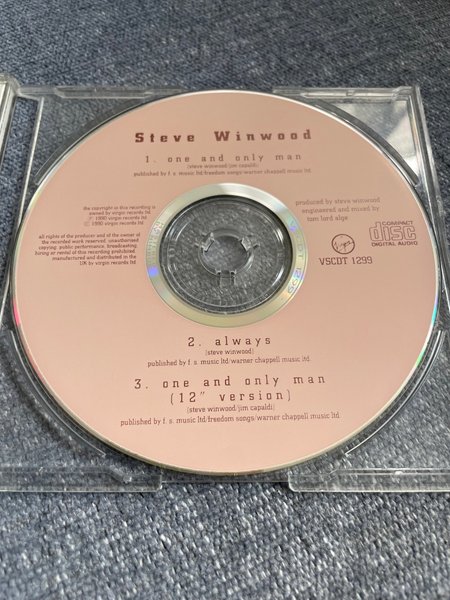 Steve Winwood
1. one and only man
(steve winwood/jim capaldi)
published by f. s. music ltd/freedom songs/warner chappell music ltd.
the copyright in this recording is
owned by virgin records ltd.
℗ 1990 virgin records ltd.
© 1990 virgin records ltd.
all rights of the producer and of the owner of
the recorded work reserved. unauthorised
copying. public performance. broadcasting.
hiring or rental of this recording prohibited.
manufactured and distributed in the
UK by virgin records ltd.
produced by steve winwood
engineered and mixed by
tom lord alge
Virgin
COMPACT
disc
DIGITAL AUDIO
VSCDT 1299
VSCDT 1299
2. always
(steve winwood)
published by f. s. music ltd/warner chappell music ltd.
3. one and only man
(12" version)
(steve winwood/jim capaldi)
published by f. s. music ltd/freedom songs/warner chappell music ltd.